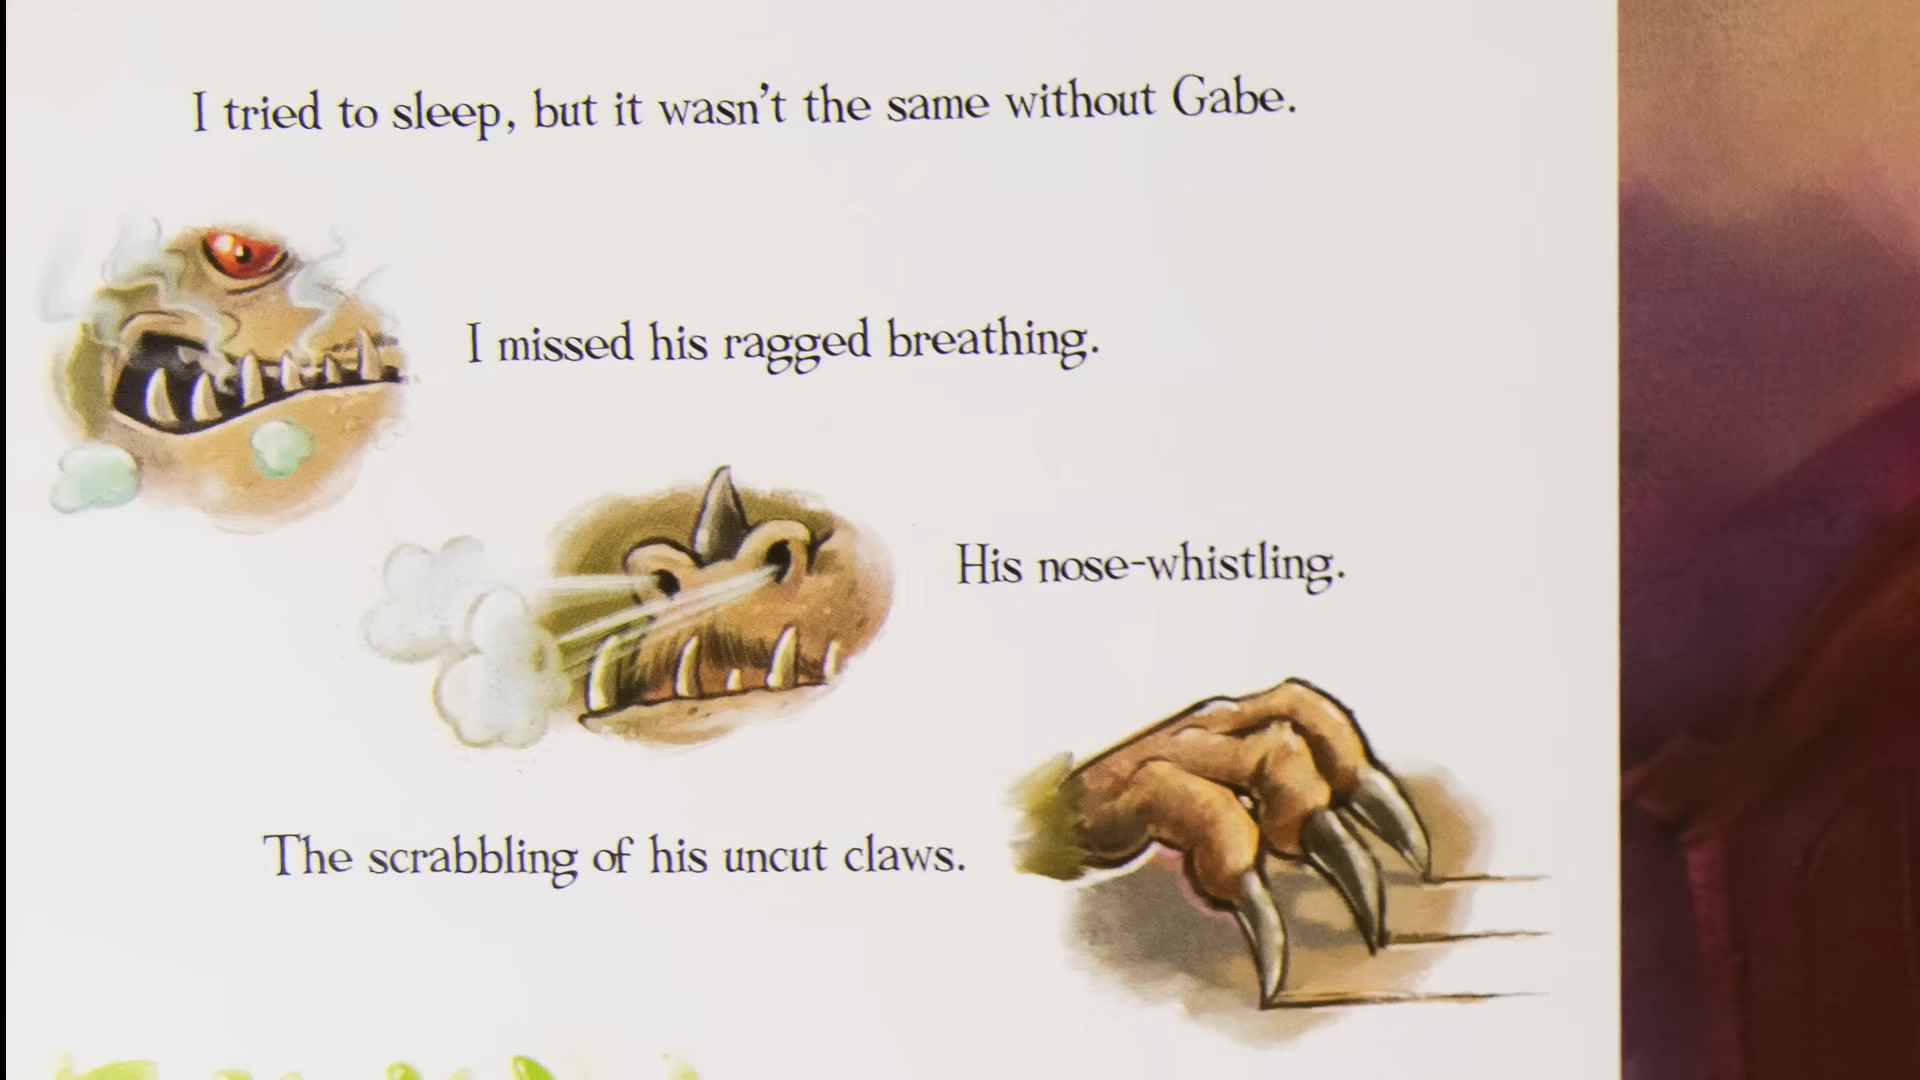 I tried to sleep, but it wasn't the same without Gabe.
I missed his ragged breathing.
His nose-whistling.
The scrabbling of his uncut claws.